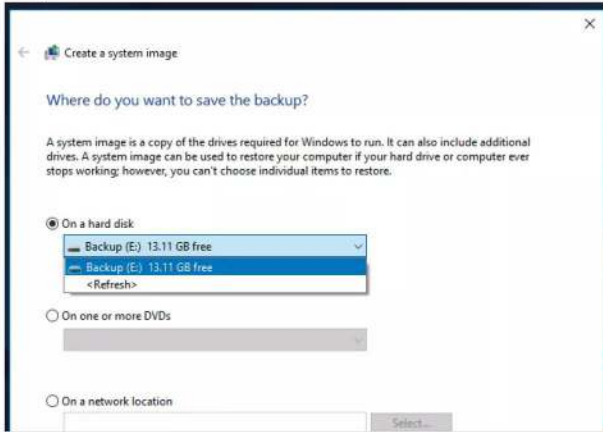 Create a system image
Where do you want to save the backup?
A system image is a copy of the drives required for Windows to run. It can also include additional
drives. A system image can be used to restore your computer if your hard drive or computer ever
stops working; however, you can't choose individual items to restore.
On a hard disk
Backup (E:) 13.11 GB free
Backup (E:) 13.11 GB free
<Refresh>
On one or more DVDs
On a network location
Select...